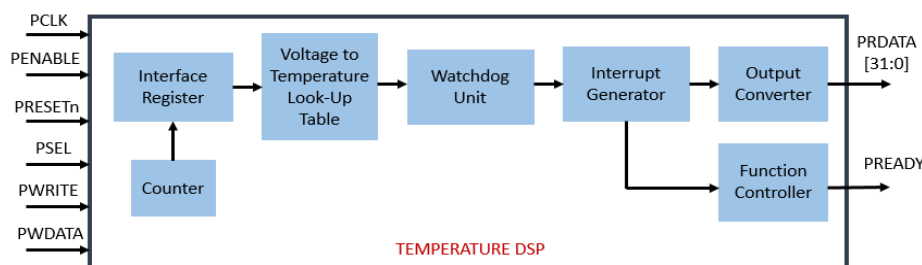 PCLK
PENABLE
PRESETn
PSEL
PWRITE
PWDATA
Interface
Register
Counter
Voltage to
Temperature
Look-Up
Table
Watchdog
Unit
Interrupt
Generator
Output
Converter
Function
Controller
PRDATA
[31:0]
PREADY
TEMPERATURE DSP